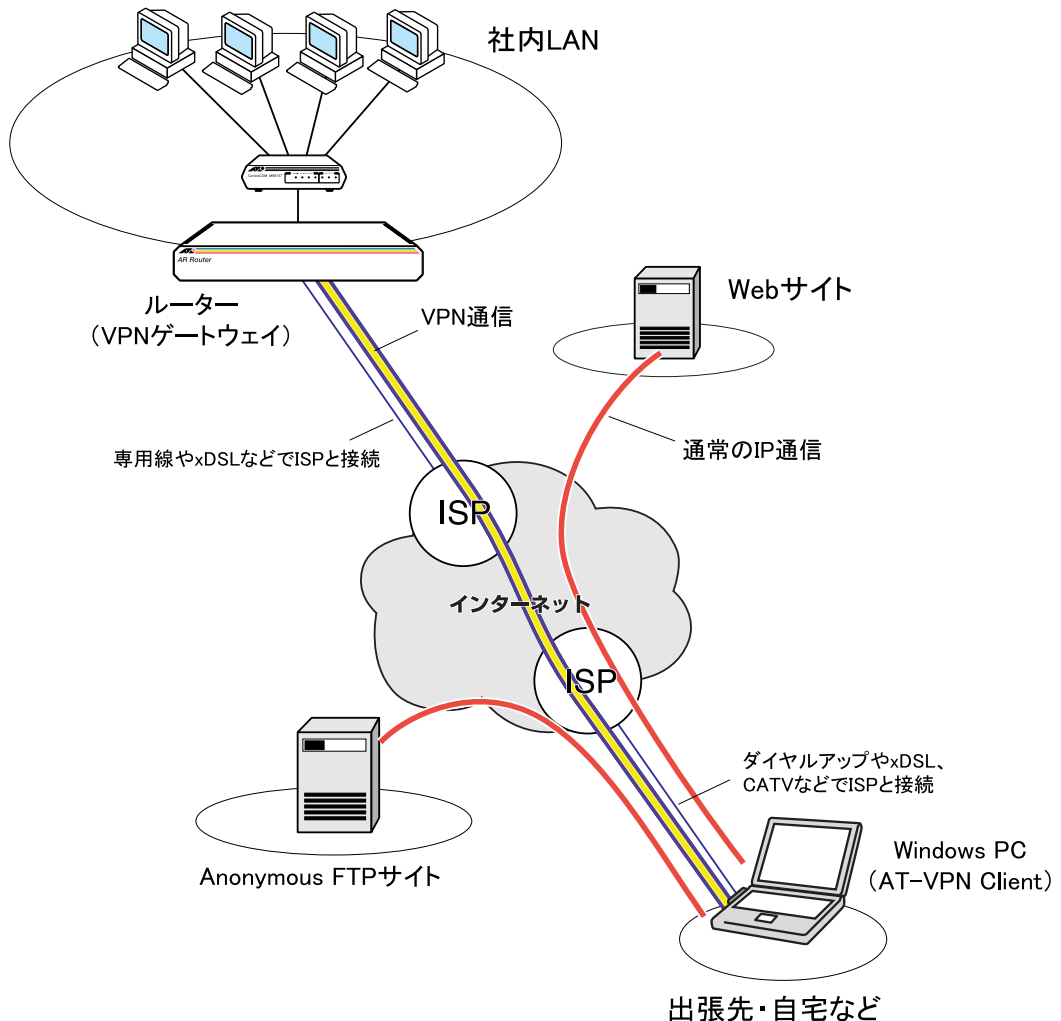 社内LAN
AR Router
ルーター
(VPNゲートウェイ)
VPN通信
Webサイト
専用線やxDSLなどでISPと接続
通常のIP通信
ISP
インターネット
ISP
ダイヤルアップやxDSL、
CATVなどでISPと接続
Anonymous FTPサイト
Windows PC
(AT-VPN Client)
出張先・自宅など